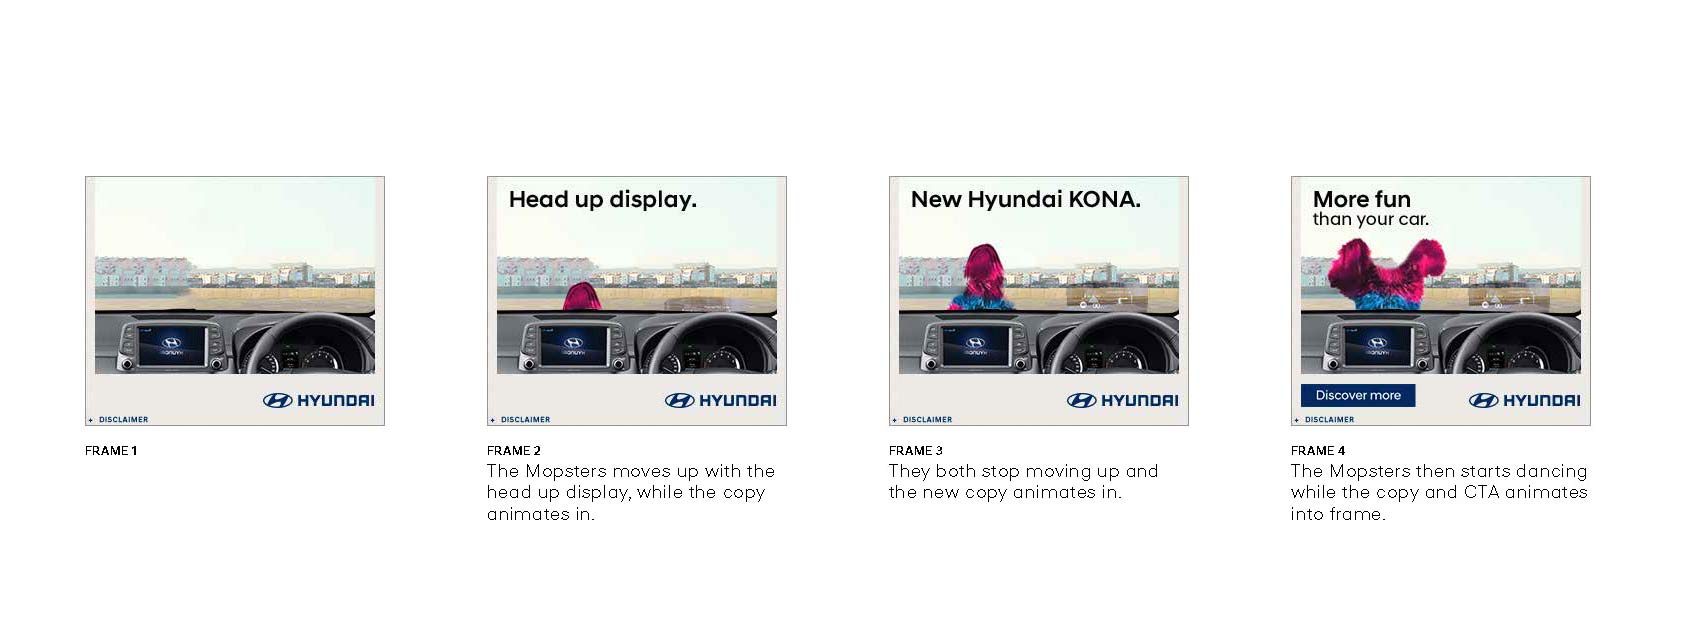 HYUNDAI
+ DISCLAIMER
FRAME 1
Head up display.
HYUNDAI
+ DISCLAIMER
FRAME 2
The Mopsters moves up with the
head up display, while the copy
animates in.
New Hyundai KONA.
HYUNDAI
+ DISCLAIMER
FRAME 3
They both stop moving up and
the new copy animates in.
More fun
than your car.
Discover more
HYUNDAI
+ DISCLAIMER
FRAME 4
The Mopsters then starts dancing
while the copy and CTA animates
into frame.